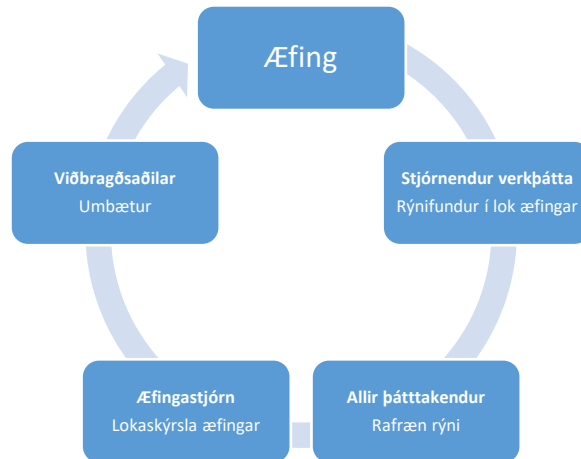 Æfing
Stjórnendur verkþátta
Rýnifundur í lok æfingar
Allir þátttakendur
Rafræn rýni
Æfingastjórn
Lokaskýrsla æfingar
Viðbragðsaðilar
Umbætur